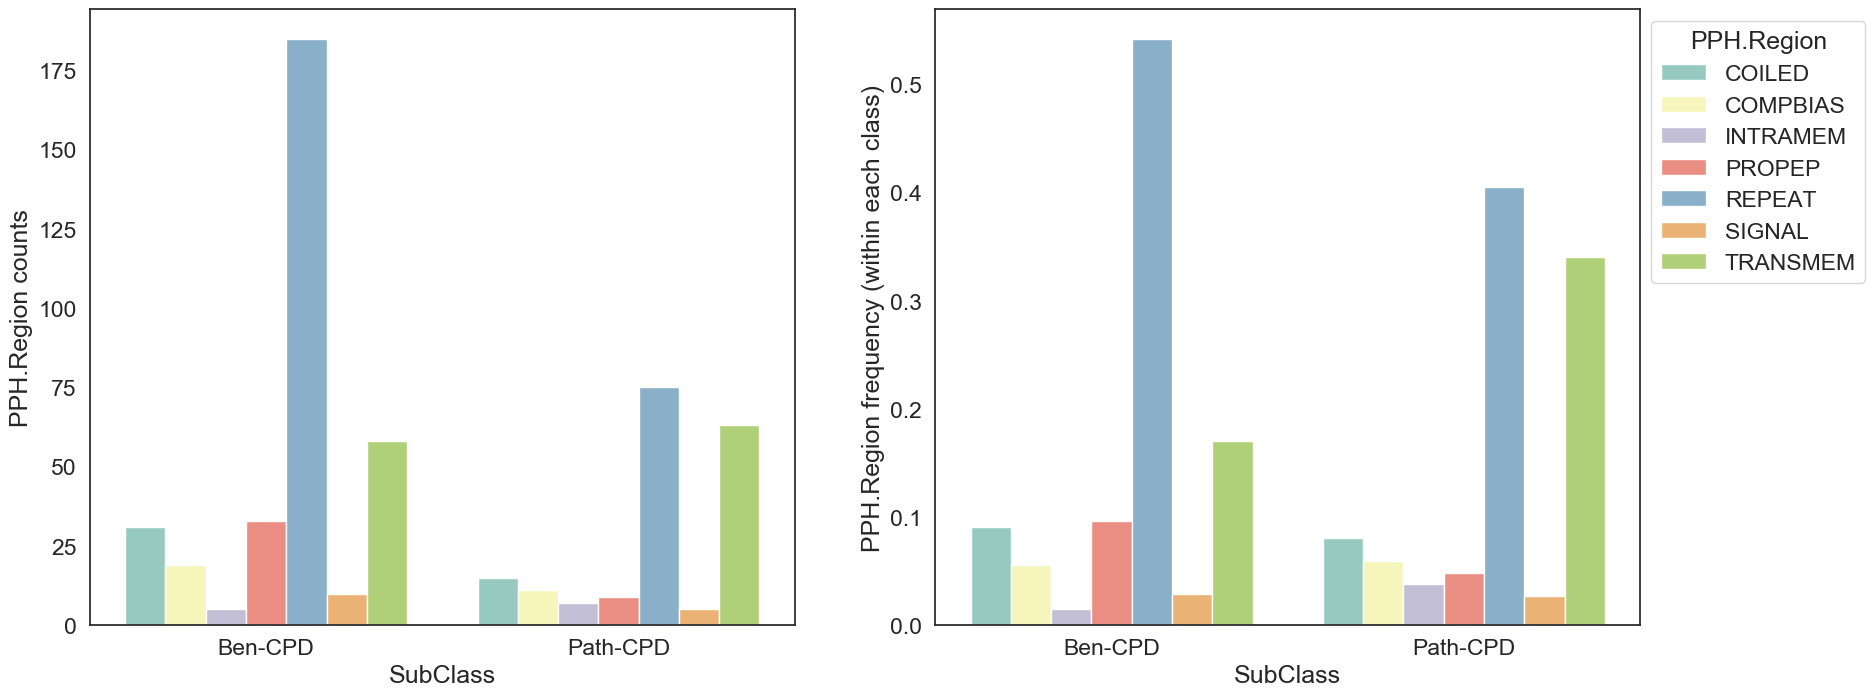 PPH.Region counts
175
150
125
100
75
50
25
0
Ben-CPD
Path-CPD
SubClass
PPH.Region frequency (within each class)
0.5
0.4
0.3
0.2
0.1
0.0
Ben-CPD
Path-CPD
SubClass
PPH.Region
COILED
COMPBIAS
INTRAMEM
PROPEP
REPEAT
SIGNAL
TRANSMEM